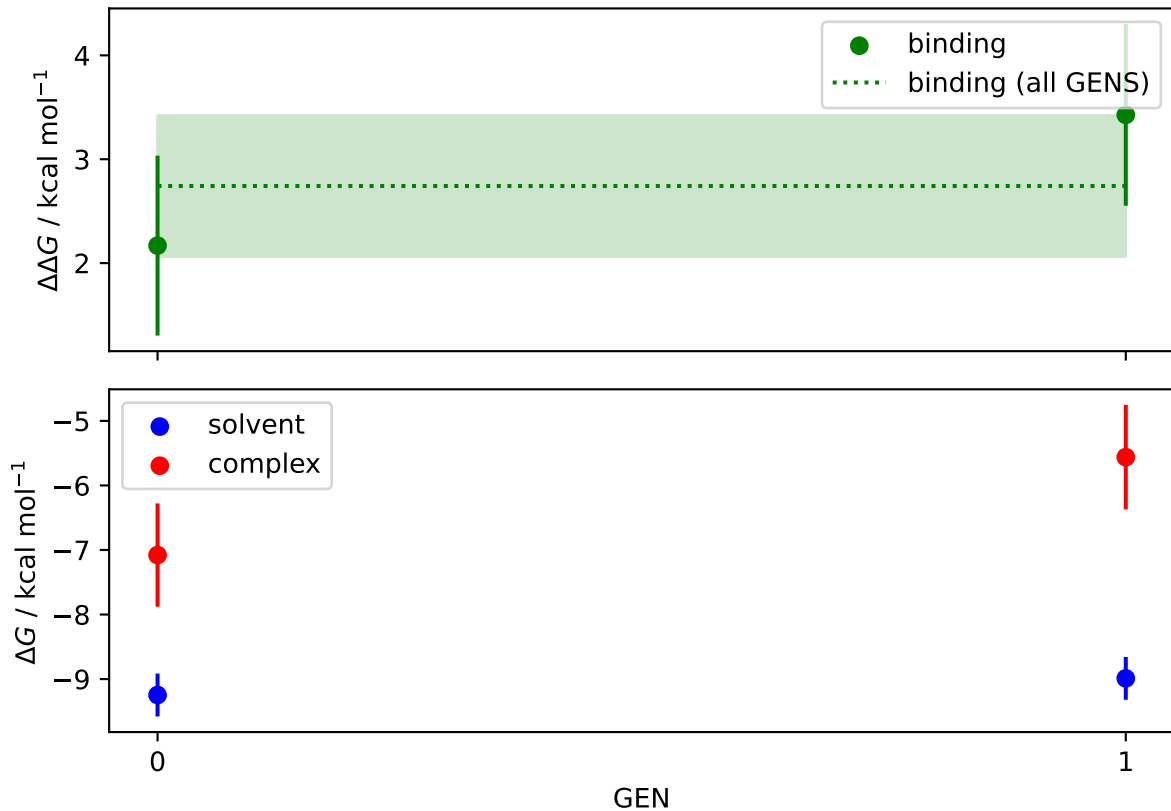 4
3
2
ΔΔG / kcal mol⁻¹
binding
binding (all GENS)
−5
−6
−7
−8
−9
ΔG / kcal mol⁻¹
solvent
complex
0
1
GEN